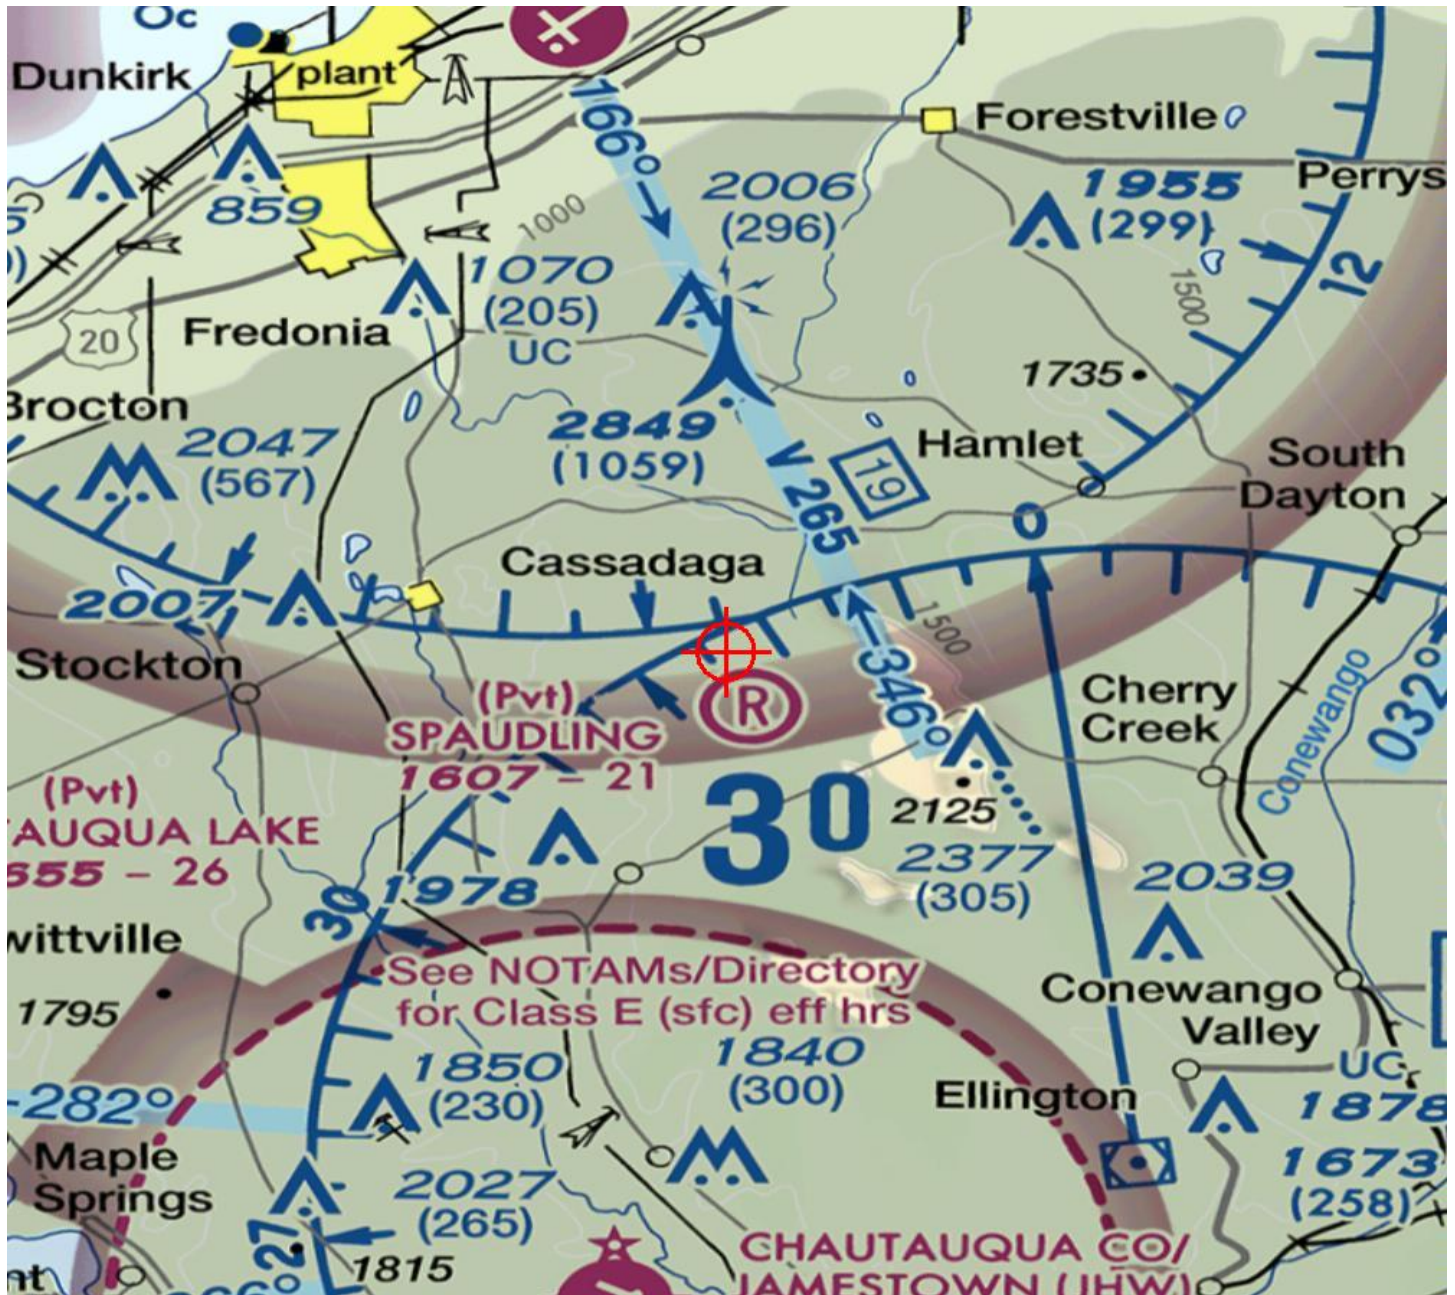 Oc
Dunkirk
plant
166°
Forestville
Perrys
859
1000
2006
(296)
1955
(299)
12
1070
(205)
UC
1500
20
Fredonia
1735
Brocton
2849
(1059)
V 265
19
Hamlet
South
Dayton
2047
(567)
0
Cassadaga
2007
1500
Stockton
346°
Cherry
Creek
Conewango
032°
(Pvt)
SPAUDLING
1607 - 21
R
30
2125
(Pvt)
AUQUA LAKE
655 - 26
2377
(305)
2039
30
1978
wittville
1795
See NOTAMs/Directory
for Class E (sfc) eff hrs
Conewango
Valley
UC
1878
1850
(230)
1840
(300)
Ellington
282°
Maple
Springs
2027
(265)
1673
(258)
27
1815
CHAUTAUQUA CO/
JAMESTOWN (JHW)